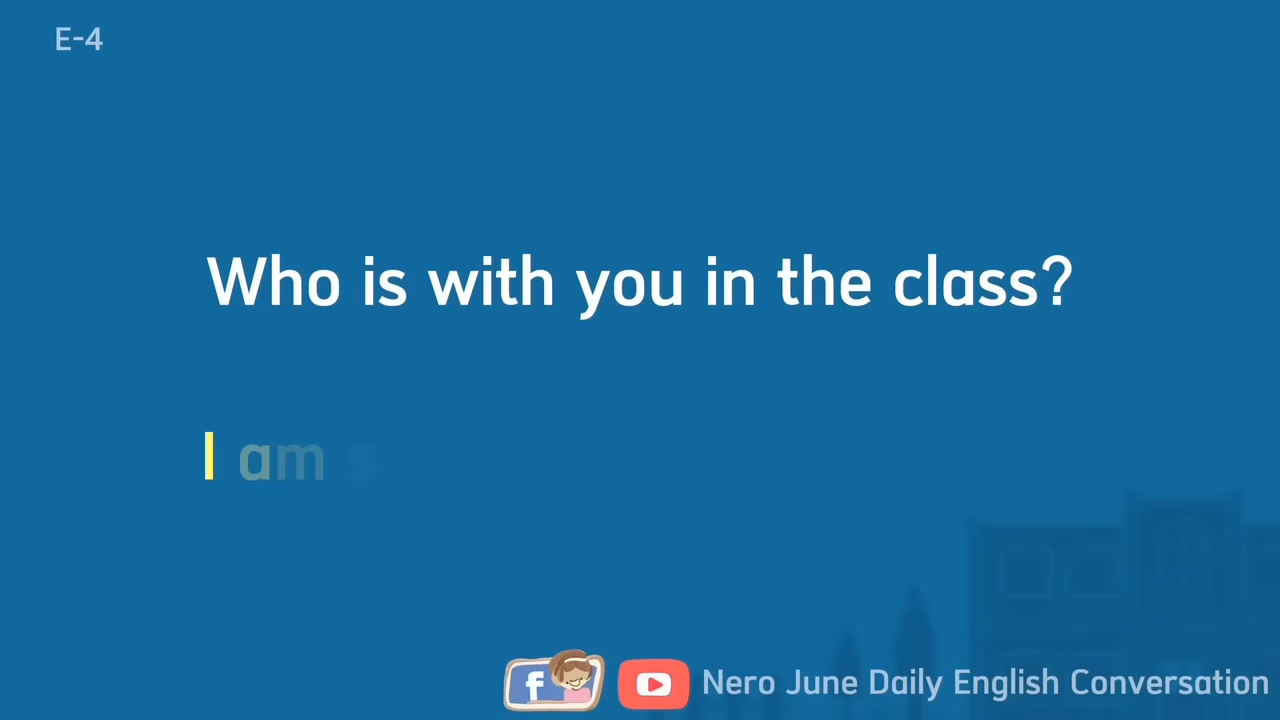 E-4
Who is with you in the class?
I am s
Nero June Daily English Conversation